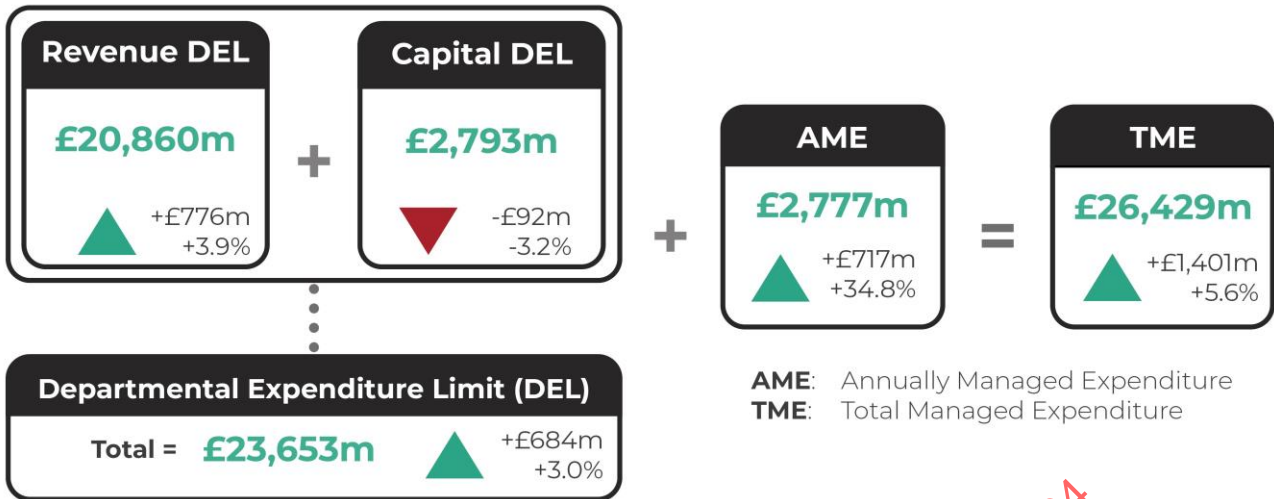 Revenue DEL
£20,860m
+£776m
+3.9%
+
Capital DEL
£2,793m
-£92m
-3.2%
+
AME
£2,777m
+£717m
+34.8%
=
TME
£26,429m
+£1,401m
+5.6%
Departmental Expenditure Limit (DEL)
Total = £23,653m
+£684m
+3.0%
AME: Annually Managed Expenditure
TME: Total Managed Expenditure